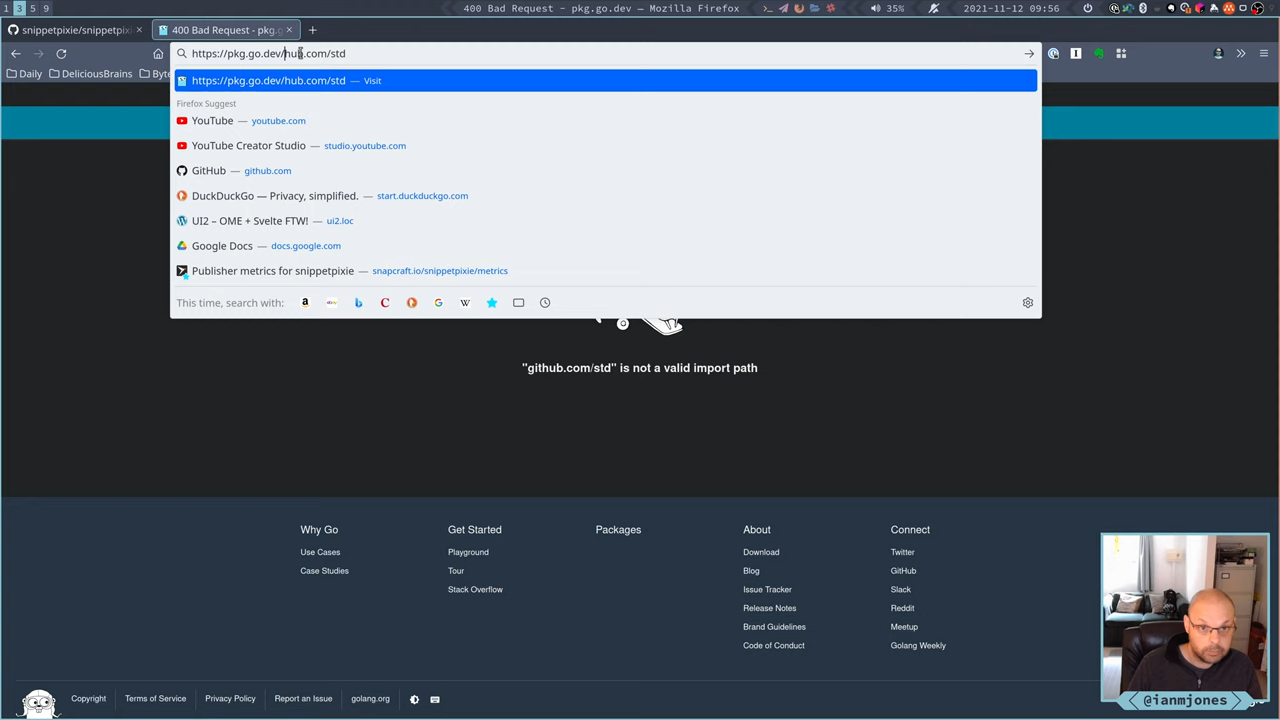 1 3 5 9
400 Bad Request - pkg.go.dev — Mozilla Firefox
35%
2021-11-12 09:56
snippetpixie/snippetpi
400 Bad Request - pkg.g
https://pkg.go.dev/hub.com/std
Daily
DeliciousBrains
Byt
https://pkg.go.dev/hub.com/std — Visit
Firefox Suggest
YouTube — youtube.com
YouTube Creator Studio — studio.youtube.com
GitHub — github.com
DuckDuckGo — Privacy, simplified. — start.duckduckgo.com
UI2 – OME + Svelte FTW! — ui2.loc
Google Docs — docs.google.com
Publisher metrics for snippetpixie — snapcraft.io/snippetpixie/metrics
This time, search with:
"github.com/std" is not a valid import path
Why Go
Use Cases
Case Studies
Get Started
Playground
Tour
Stack Overflow
Packages
About
Download
Blog
Issue Tracker
Release Notes
Brand Guidelines
Code of Conduct
Connect
Twitter
GitHub
Slack
Reddit
Meetup
Golang Weekly
Copyright
Terms of Service
Privacy Policy
Report an Issue
golang.org
@ianmjones